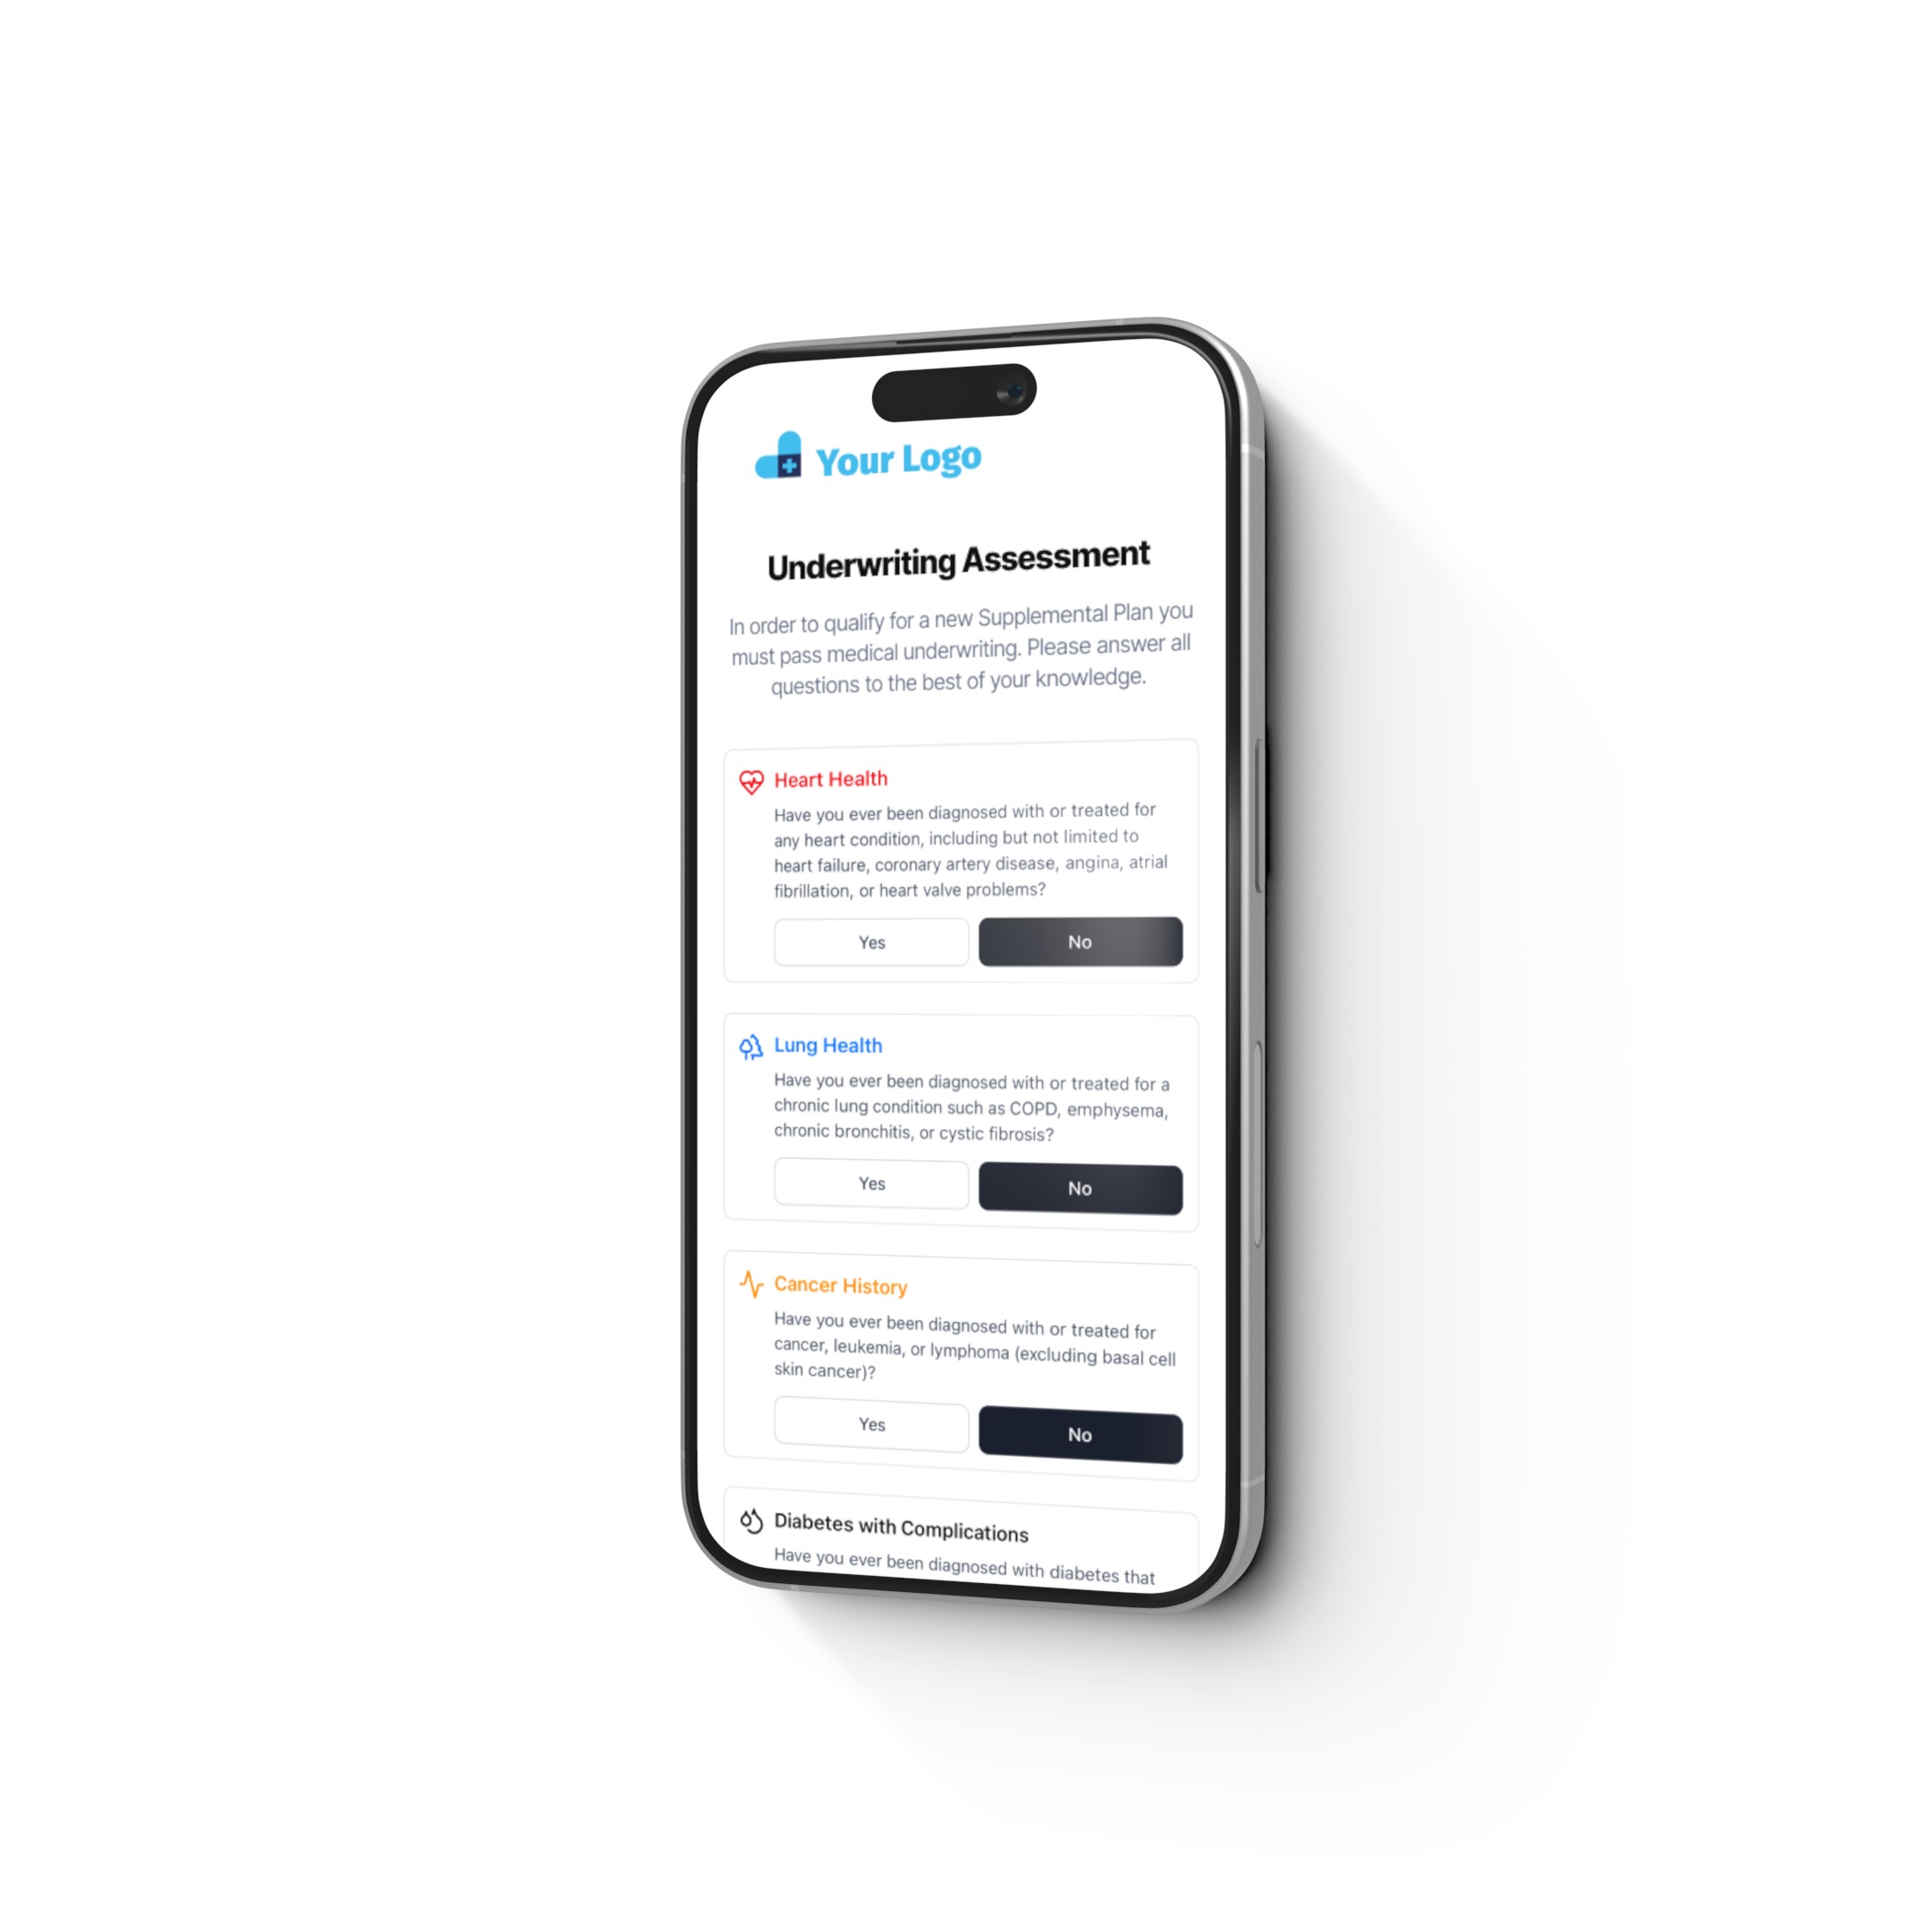 Your Logo
Underwriting Assessment
In order to qualify for a new Supplemental Plan you
must pass medical underwriting. Please answer all
questions to the best of your knowledge.
Heart Health
Have you ever been diagnosed with or treated for
any heart condition, including but not limited to
heart failure, coronary artery disease, angina, atrial
fibrillation, or heart valve problems?
Yes No
Lung Health
Have you ever been diagnosed with or treated for a
chronic lung condition such as COPD, emphysema,
chronic bronchitis, or cystic fibrosis?
Yes No
Cancer History
Have you ever been diagnosed with or treated for
cancer, leukemia, or lymphoma (excluding basal cell
skin cancer)?
Yes No
Diabetes with Complications
Have you ever been diagnosed with diabetes that